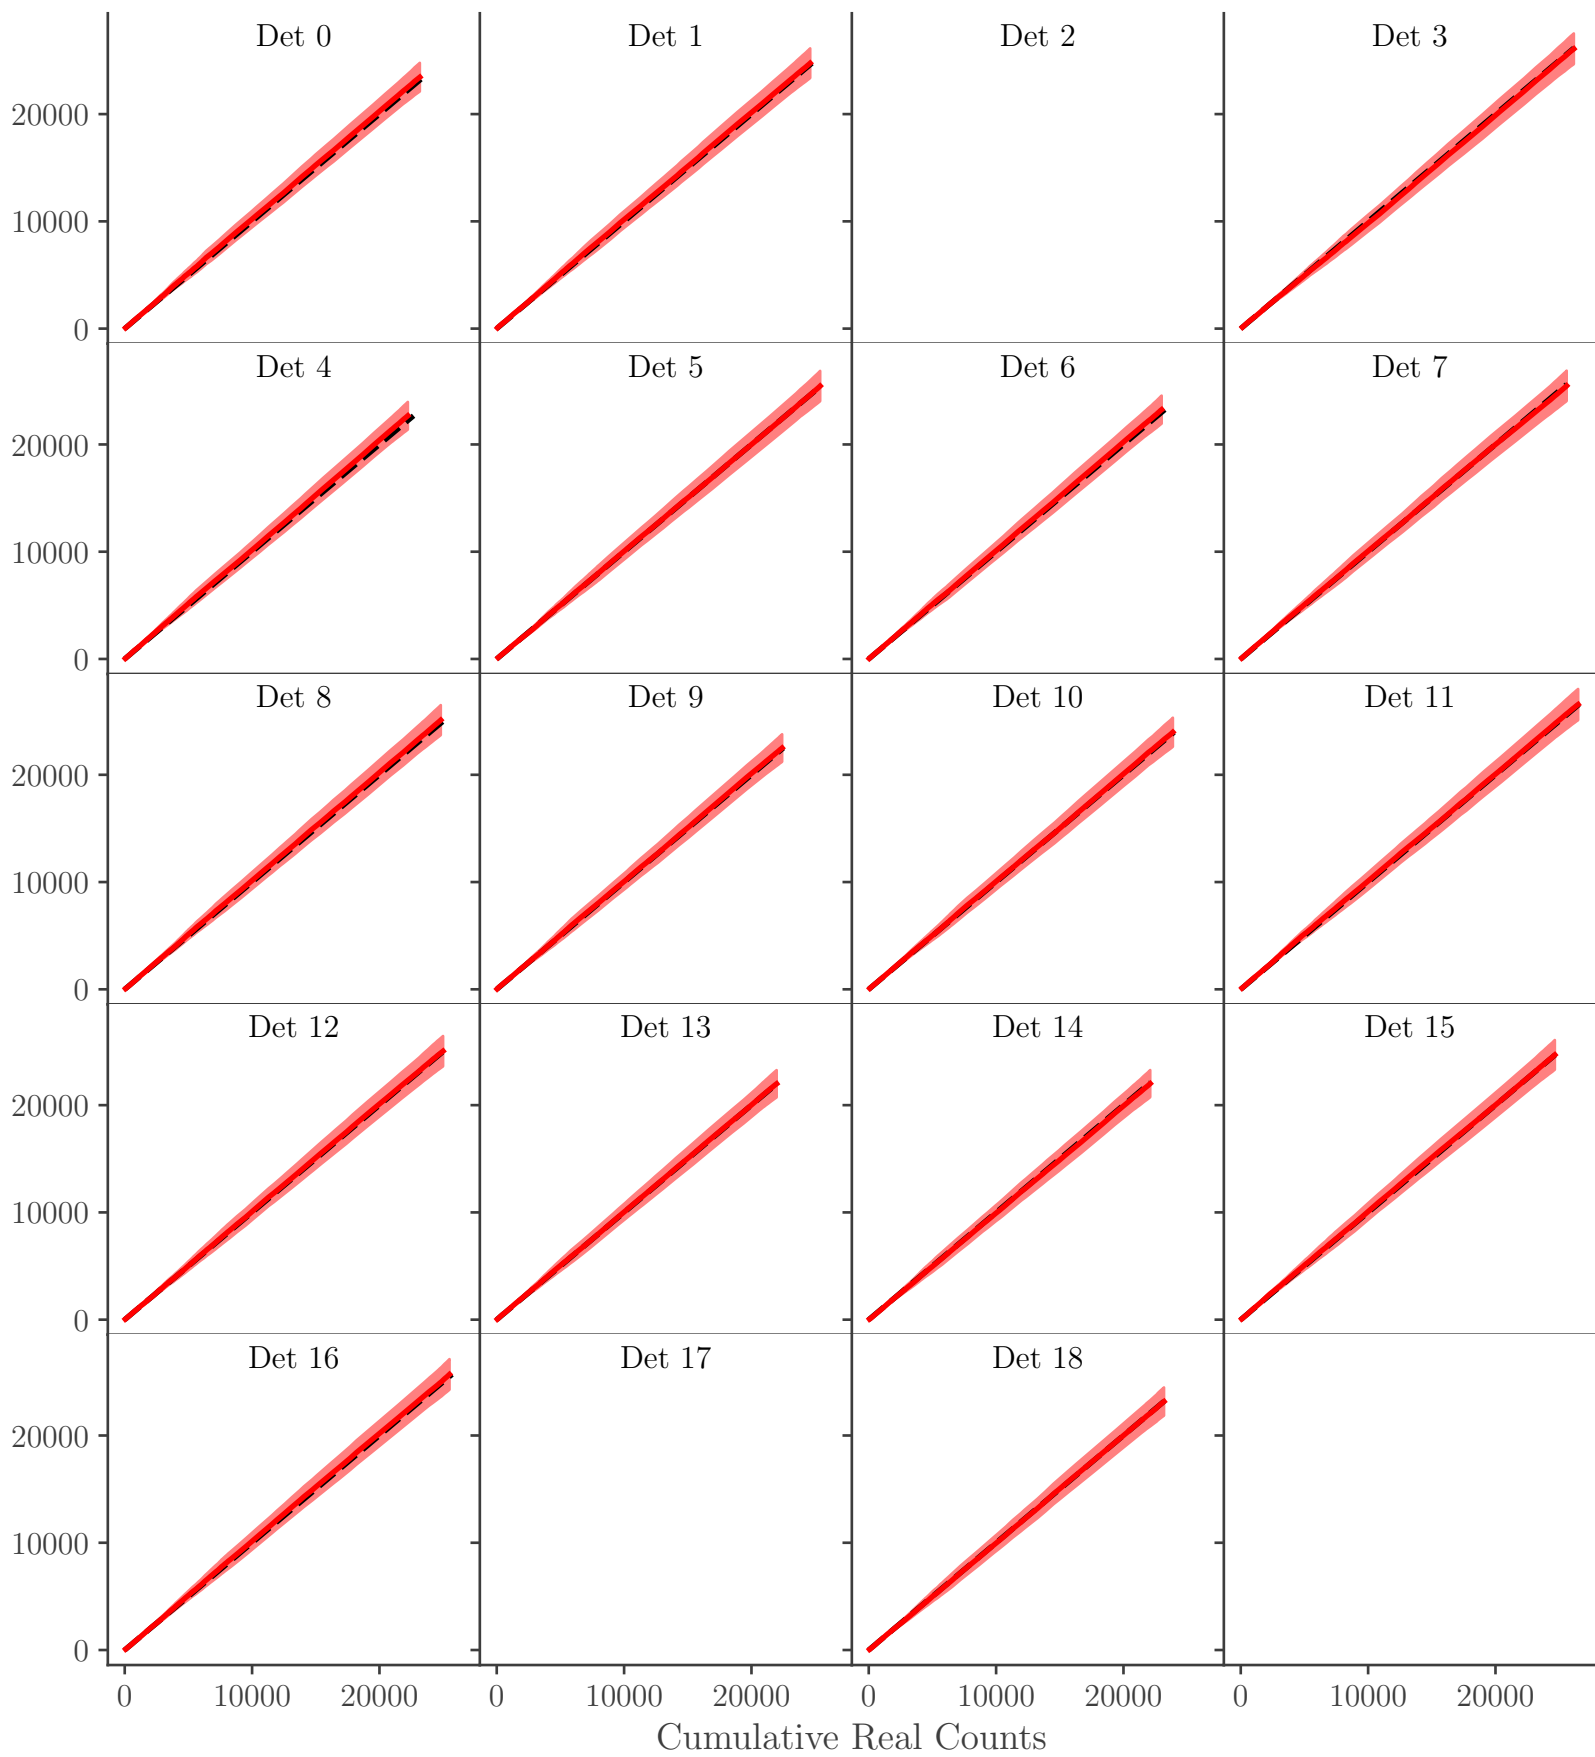 Det 0 Det 1 Det 2 Det 3
20000
10000
0
Det 4 Det 5 Det 6 Det 7
20000
10000
0
Det 8 Det 9 Det 10 Det 11
20000
10000
0
Det 12 Det 13 Det 14 Det 15
20000
10000
0
Det 16 Det 17 Det 18
20000
10000
0
0 10000 20000 0 10000 20000 0 10000 20000 0 10000 20000
Cumulative Real Counts